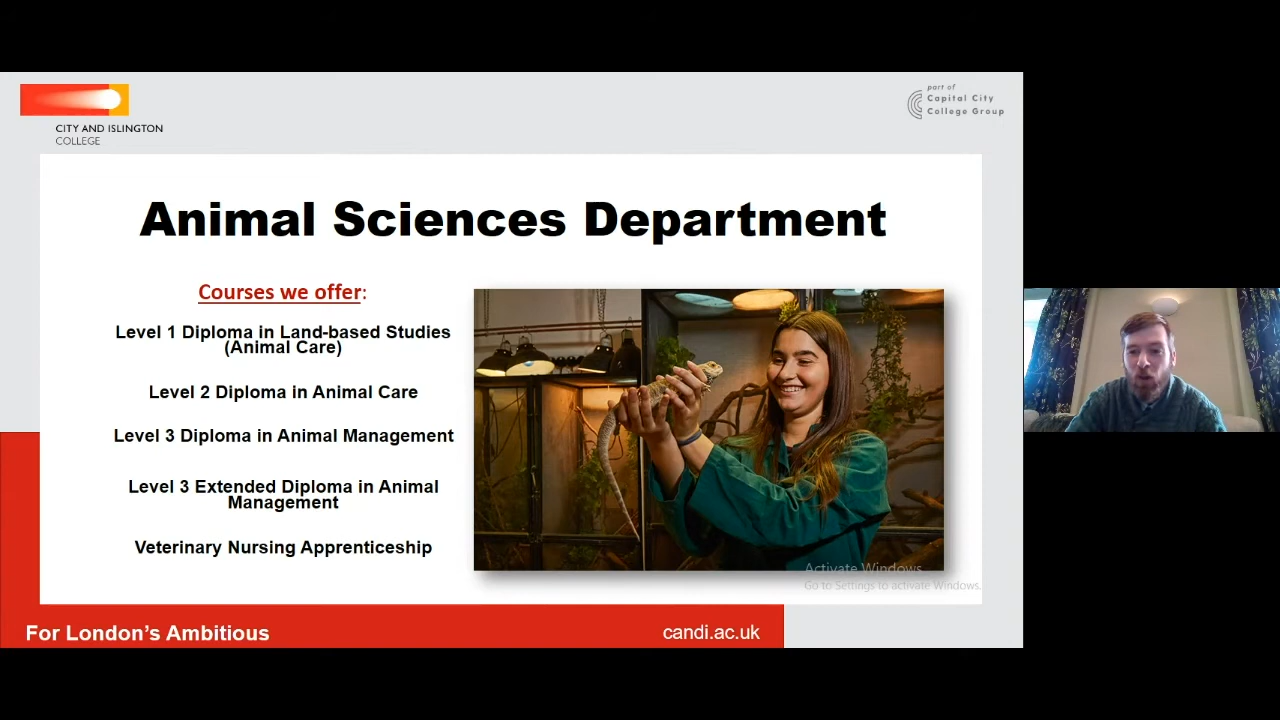 CITY AND ISLINGTON
COLLEGE
part of
Capital City
College Group
Animal Sciences Department
Courses we offer:
Level 1 Diploma in Land-based Studies
(Animal Care)
Level 2 Diploma in Animal Care
Level 3 Diploma in Animal Management
Level 3 Extended Diploma in Animal
Management
Veterinary Nursing Apprenticeship
Activate Windows
Go to Settings to activate Windows.
For London's Ambitious
candi.ac.uk